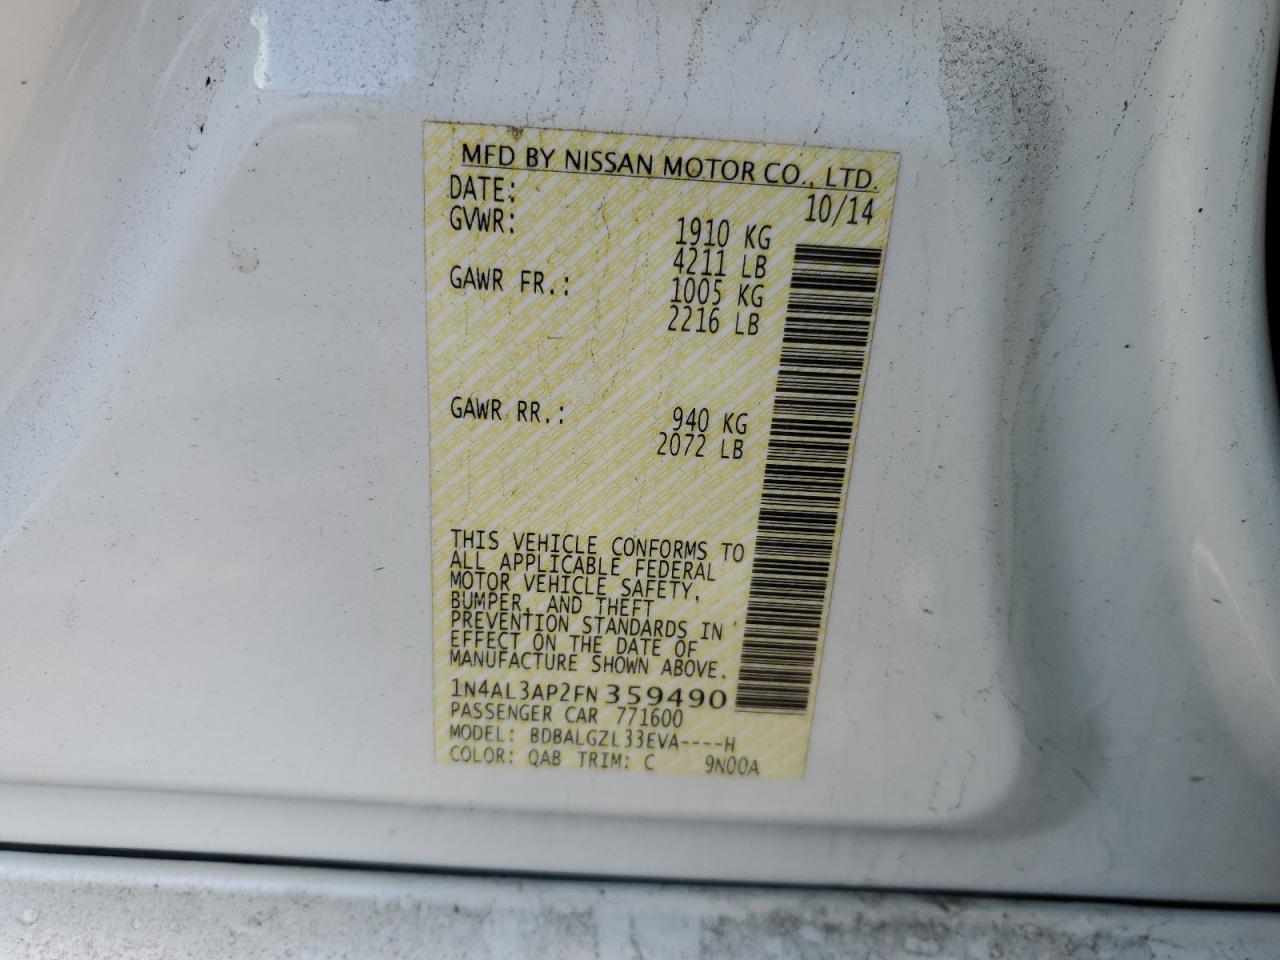 MFD BY NISSAN MOTOR CO., LTD.
DATE: 10/14
GVWR: 1910 KG
4211 LB
GAWR FR.: 1005 KG
2216 LB
GAWR RR.: 940 KG
2072 LB
THIS VEHICLE CONFORMS TO
ALL APPLICABLE FEDERAL
MOTOR VEHICLE SAFETY,
BUMPER, AND THEFT
PREVENTION STANDARDS IN
EFFECT ON THE DATE OF
MANUFACTURE SHOWN ABOVE.
1N4AL3AP2FN359490
PASSENGER CAR 771600
MODEL: BDBALGZL33EVA----H
COLOR: QAB TRIM: C 9N00A